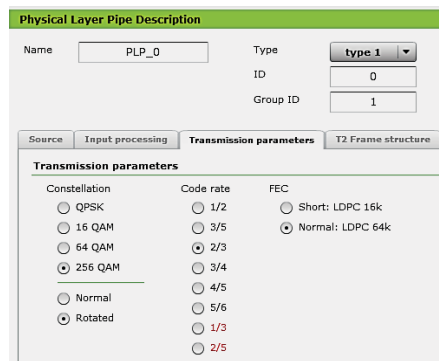 Physical Layer Pipe Description
Name PLP_0 Type type 1
ID 0
Group ID 1
Source Input processing Transmission parameters T2 Frame structure
Transmission parameters
Constellation Code rate FEC
QPSK 1/2 Short: LDPC 16k
16 QAM 3/5 Normal: LDPC 64k
64 QAM 2/3
256 QAM 3/4
4/5
Normal 5/6
Rotated 1/3
2/5